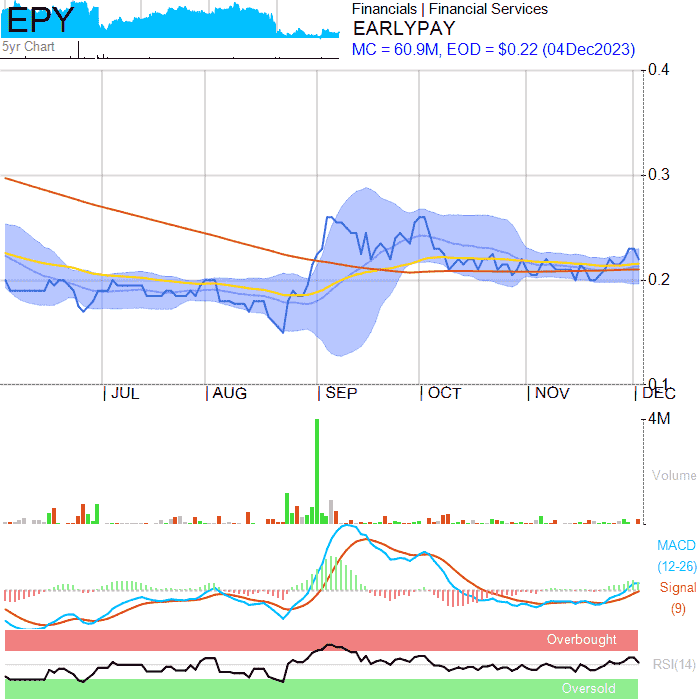 EPY
5yr Chart
Financials | Financial Services
EARLYPAY
MC = 60.9M, EOD = $0.22 (04Dec2023)
0.4
0.3
0.2
0.1
JUL AUG SEP OCT NOV DEC
4M
Volume
MACD
(12-26)
Signal
(9)
Overbought
RSI(14)
Oversold